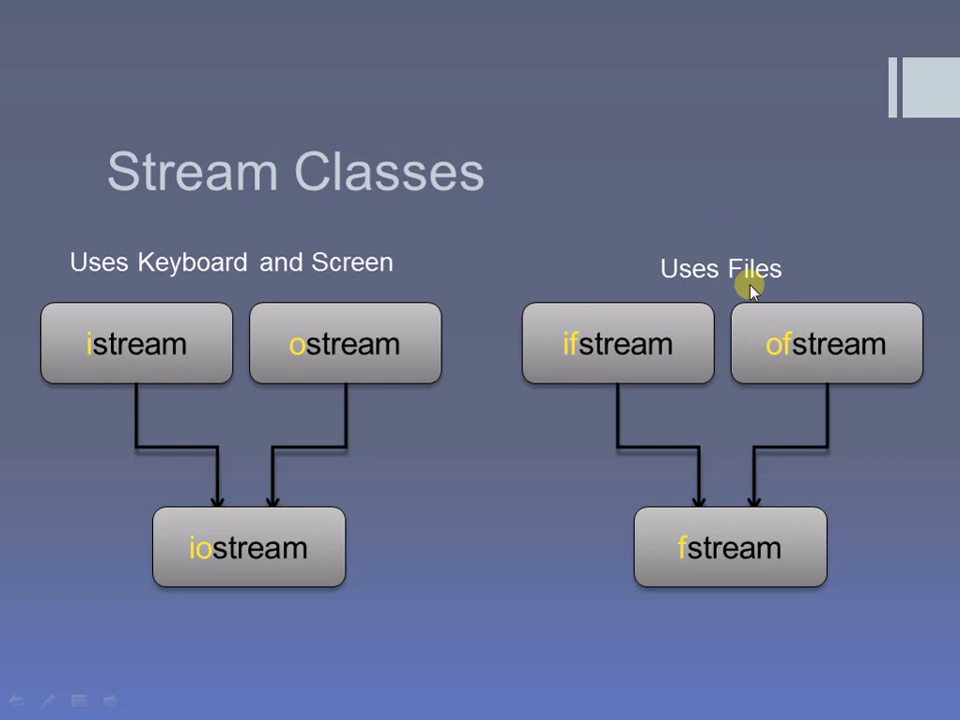 Stream Classes
Uses Keyboard and Screen
Uses Files
istream
ostream
ifstream
ofstream
iostream
fstream